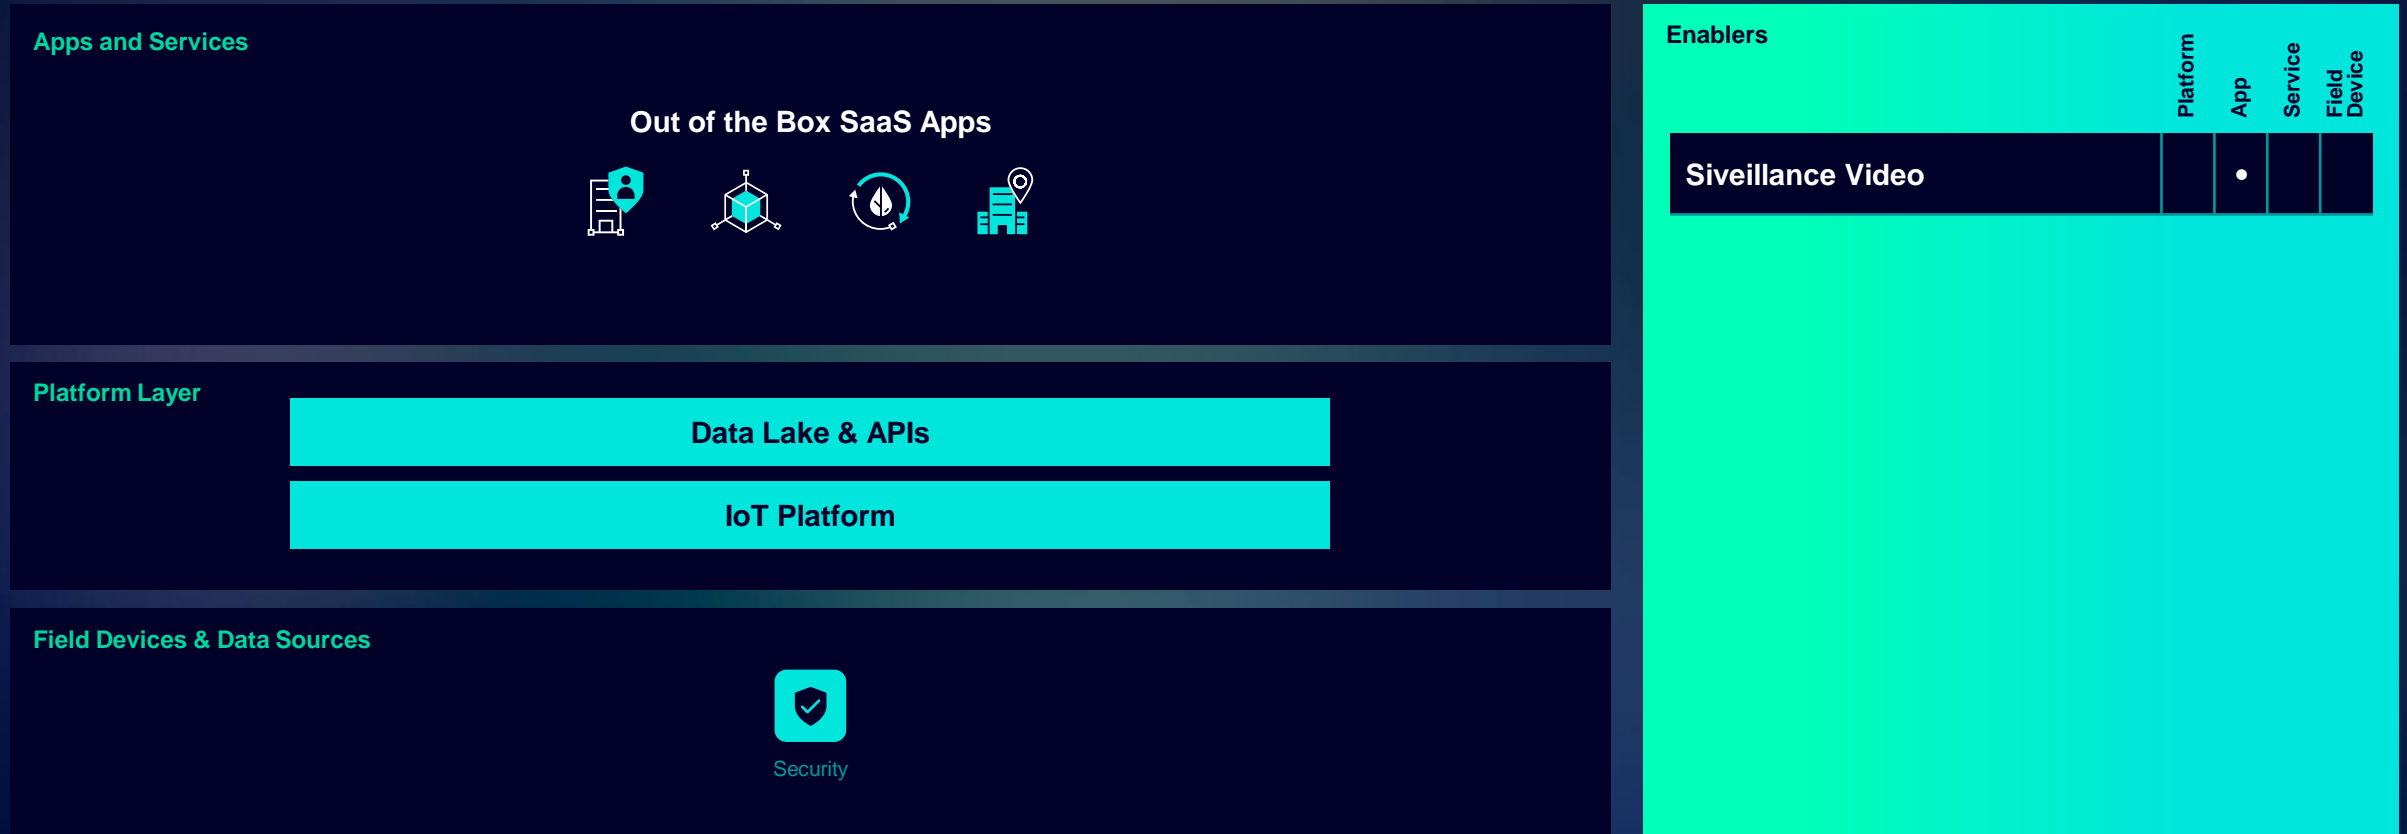 Apps and Services
Out of the Box SaaS Apps
Platform Layer
Data Lake & APIs
IoT Platform
Field Devices & Data Sources
Security
Enablers
Platform
App
Service
Field
Device
Siveillance Video